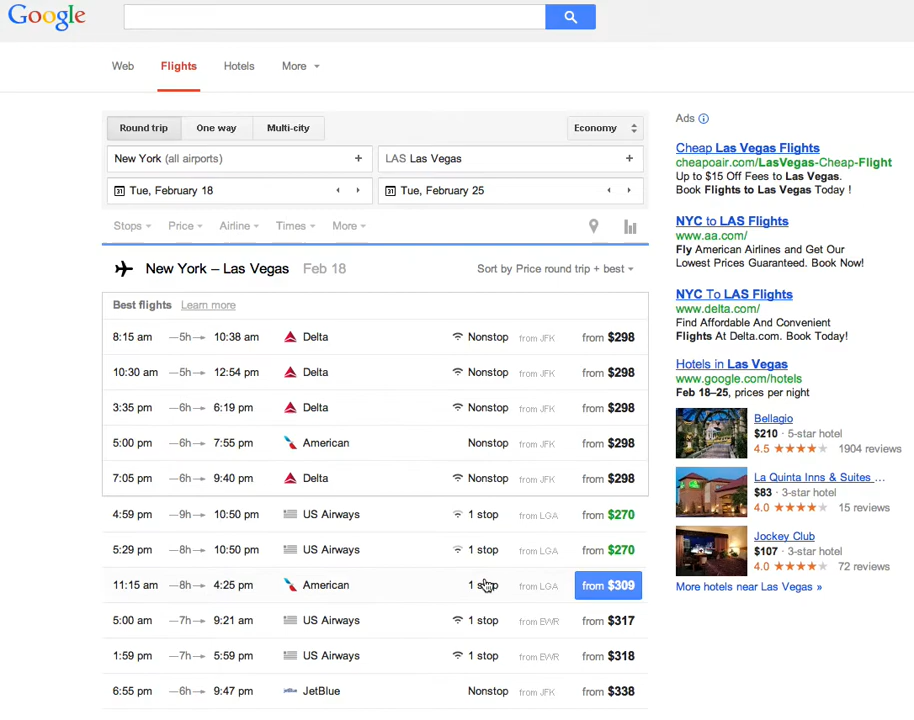 Google
Web Flights Hotels More
Round trip One way Multi-city Economy
New York (all airports) + LAS Las Vegas +
31 Tue, February 18 31 Tue, February 25
Stops Price Airline Times More
New York – Las Vegas Feb 18 Sort by Price round trip + best
Best flights Learn more
8:15 am 5h 10:38 am Delta Nonstop from JFK from $298
10:30 am 5h 12:54 pm Delta Nonstop from JFK from $298
3:35 pm 6h 6:19 pm Delta Nonstop from JFK from $298
5:00 pm 6h 7:55 pm American Nonstop from JFK from $298
7:05 pm 6h 9:40 pm Delta Nonstop from JFK from $298
4:59 pm 9h 10:50 pm US Airways 1 stop from LGA from $270
5:29 pm 8h 10:50 pm US Airways 1 stop from LGA from $270
11:15 am 8h 4:25 pm American 1 stop from LGA from $309
5:00 am 7h 9:21 am US Airways 1 stop from EWR from $317
1:59 pm 7h 5:59 pm US Airways 1 stop from EWR from $318
6:55 pm 6h 9:47 pm JetBlue Nonstop from JFK from $338
Ads
Cheap Las Vegas Flights
cheapoair.com/LasVegas-Cheap-Flight
Up to $15 Off Fees to Las Vegas.
Book Flights to Las Vegas Today !
NYC to LAS Flights
www.aa.com/
Fly American Airlines and Get Our
Lowest Prices Guaranteed. Book Now!
NYC To LAS Flights
www.delta.com/
Find Affordable And Convenient
Flights At Delta.com. Book Today!
Hotels in Las Vegas
www.google.com/hotels
Feb 18–25, prices per night
Bellagio
$210 · 5-star hotel
4.5 1904 reviews
La Quinta Inns & Suites ...
$83 · 3-star hotel
4.0 15 reviews
Jockey Club
$107 · 3-star hotel
4.0 72 reviews
More hotels near Las Vegas »